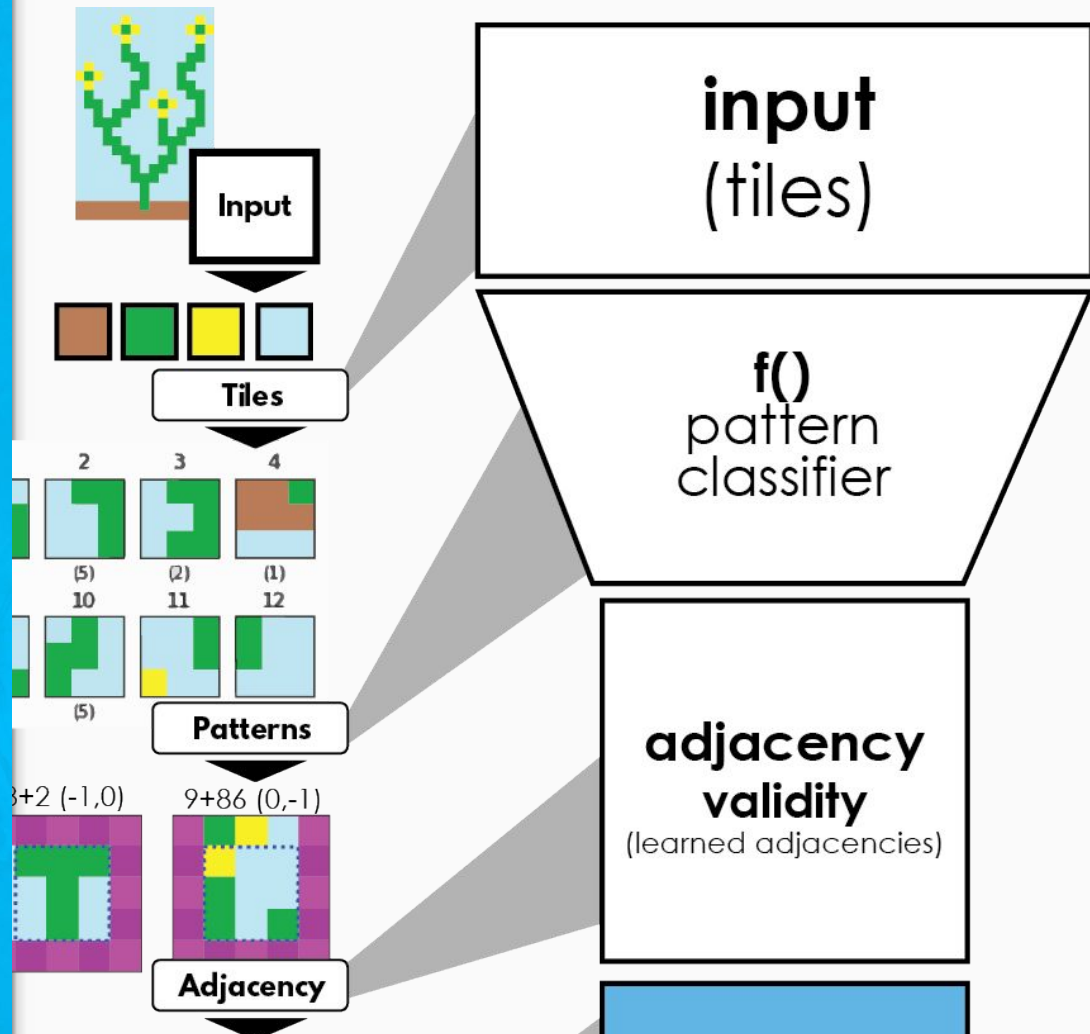 Input
Tiles
2 3 4
(5) (2) (1)
10 11 12
(5)
Patterns
+2 (-1,0) 9+86 (0,-1)
Adjacency
input
(tiles)
f()
pattern
classifier
adjacency
validity
(learned adjacencies)